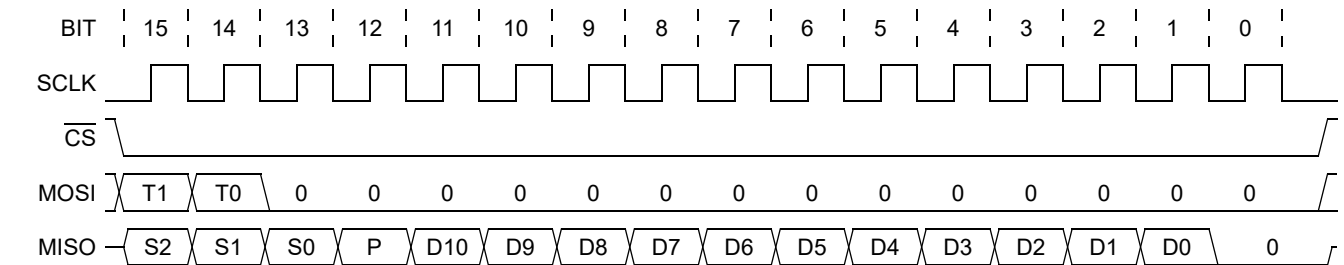 BIT 15 14 13 12 11 10 9 8 7 6 5 4 3 2 1 0
SCLK
CS
MOSI T1 T0 0 0 0 0 0 0 0 0 0 0 0 0 0 0
MISO S2 S1 S0 P D10 D9 D8 D7 D6 D5 D4 D3 D2 D1 D0 0